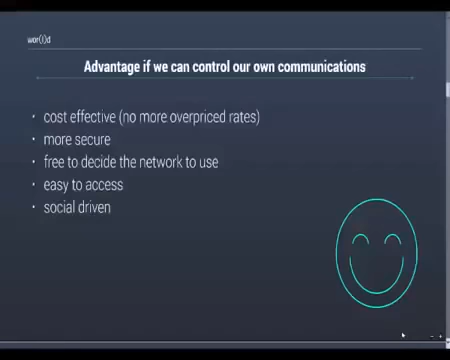 wor(l)d
Advantage if we can control our own communications
• cost effective (no more overpriced rates)
• more secure
• free to decide the network to use
• easy to access
• social driven